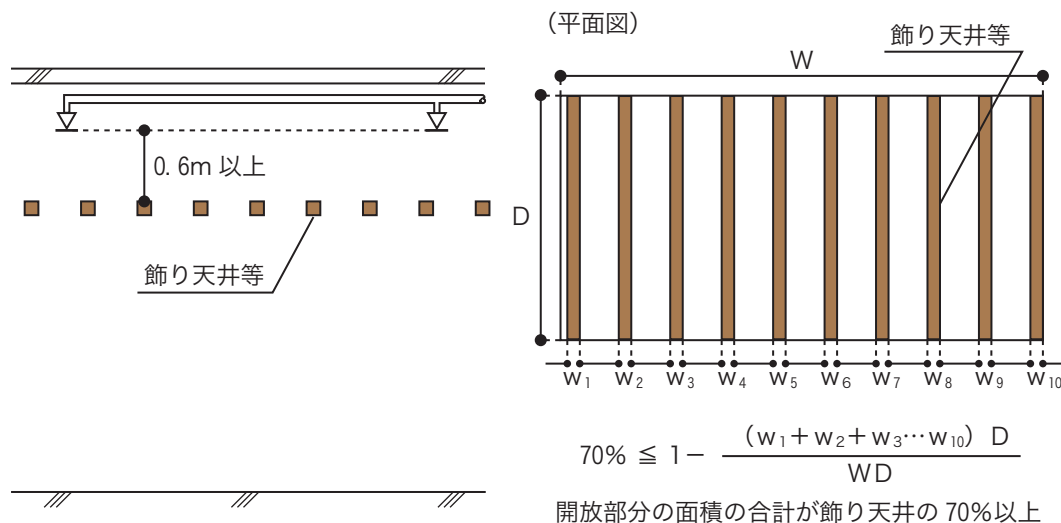 0.6m 以上
飾り天井等
（平面図）
飾り天井等
W
D
w₁ w₂ w₃ w₄ w₅ w₆ w₇ w₈ w₉ w₁₀
70% ≦ 1− （w₁＋w₂＋w₃…w₁₀）D
WD
開放部分の面積の合計が飾り天井の 70%以上